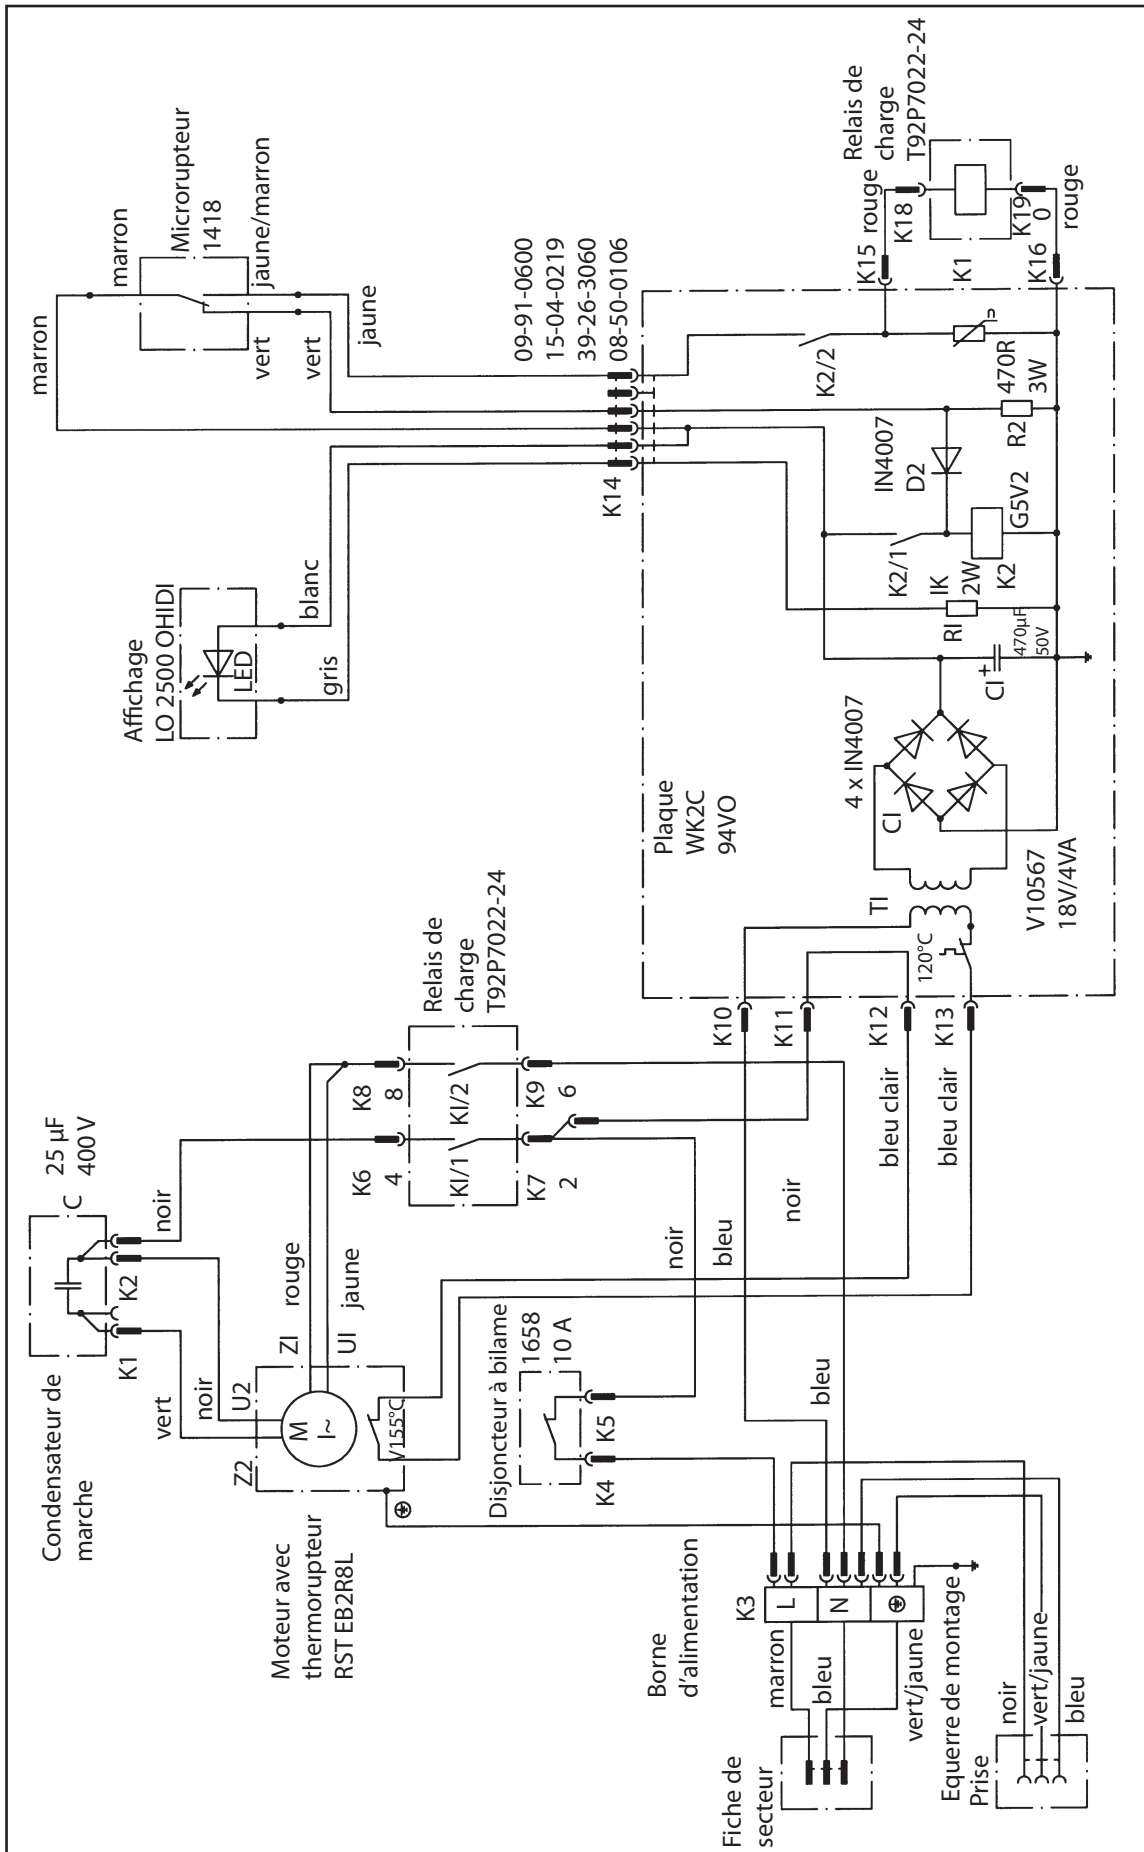 Condensateur de
marche
25 µF
400 V
C
K1
K2
noir
vert
noir
Z2
U2
ZI
UI
rouge
jaune
M
I~
V155°C
Moteur avec
thermorupteur
RST EB2R8L
Affichage
LO 2500 OHIDI
LED
blanc
gris
marron
marron
Microrupteur
1418
jaune/marron
vert
vert
jaune
09-91-0600
15-04-0219
39-26-3060
08-50-0106
K14
Relais de
charge
T92P7022-24
K6
4
K8
8
KI/1
KI/2
K7
2
K9
6
Disjoncteur à bilame
1658
10 A
K4
K5
noir
bleu
noir
bleu
bleu clair
bleu clair
K10
K11
K12
K13
Plaque
WK2C
94VO
TI
120°C
V10567
18V/4VA
4 x IN4007
CI
CI
+
470µF
50V
RI
IK
2W
K2/1
K2
G5V2
IN4007
D2
R2
470R
3W
K2/2
K15
rouge
K18
Relais de
charge
T92P7022-24
K1
K19
0
K16
rouge
Borne
d'alimentation
K3
L
N
marron
bleu
vert/jaune
Fiche de
secteur
Equerre de montage
Prise
noir
vert/jaune
bleu